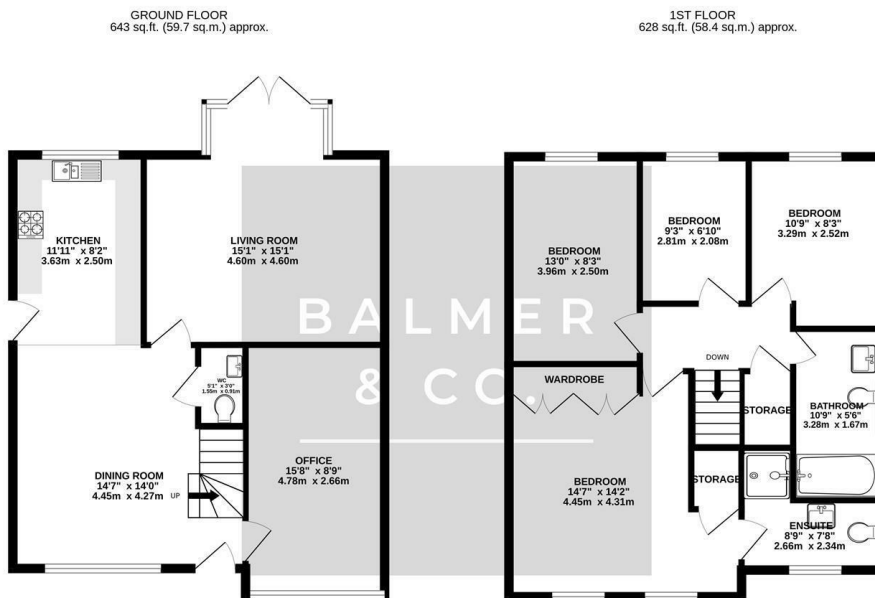 GROUND FLOOR
643 sq.ft. (59.7 sq.m.) approx.
1ST FLOOR
628 sq.ft. (58.4 sq.m.) approx.
KITCHEN
11'11" x 8'2"
3.63m x 2.50m
LIVING ROOM
15'1" x 15'1"
4.60m x 4.60m
WC
5'1" x 3'0"
1.55m x 0.91m
DINING ROOM
14'7" x 14'0"
4.45m x 4.27m
UP
OFFICE
15'8" x 8'9"
4.78m x 2.66m
BALMER
& CO.
BEDROOM
13'0" x 8'3"
3.96m x 2.50m
BEDROOM
9'3" x 6'10"
2.81m x 2.08m
BEDROOM
10'9" x 8'3"
3.29m x 2.52m
DOWN
WARDROBE
STORAGE
BATHROOM
10'9" x 5'6"
3.28m x 1.67m
BEDROOM
14'7" x 14'2"
4.45m x 4.31m
STORAGE
ENSUITE
8'9" x 7'8"
2.66m x 2.34m